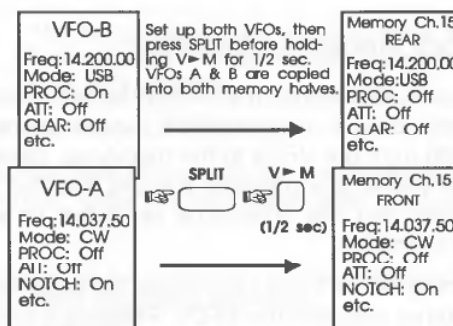 VFO-B
Freq:14.200.00
Mode: USB
PROC: On
ATT: Off
CLAR: Off
etc.
Set up both VFOs, then
press SPLIT before hold-
ing V►M for 1/2 sec.
VFOs A & B are copied
into both memory halves.
Memory Ch.15
REAR
Freq:14.200.00
Mode:USB
PROC: On
ATT: Off
CLAR: Off
etc.
VFO-A
Freq:14.037.50
Mode: CW
PROC: Off
ATT: Off
NOTCH: On
etc.
SPLIT
V► M
(1/2 sec)
Memory Ch.15
FRONT
Freq:14.037.50
Mode: CW
PROC: Off
ATT: Off
NOTCH: On
etc.